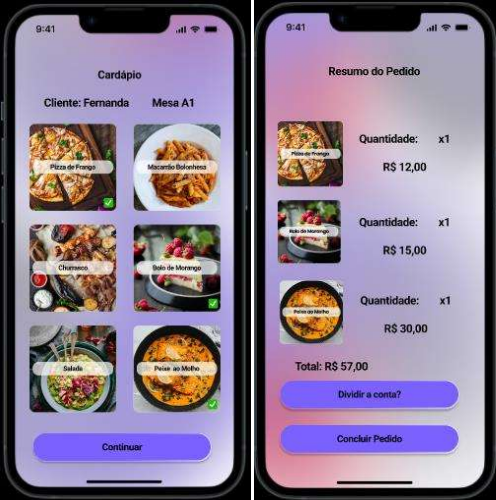 9:41
Cardápio
Cliente: Fernanda Mesa A1
Pizza de Frango
Macarrão Bolonhesa
Churrasco
Bolo de Morango
Salada
Peixe ao Molho
Continuar
9:41
Resumo do Pedido
Pizza de Frango
Quantidade: x1
R$ 12,00
Bolo de Morango
Quantidade: x1
R$ 15,00
Peixe ao Molho
Quantidade: x1
R$ 30,00
Total: R$ 57,00
Dividir a conta?
Concluir Pedido